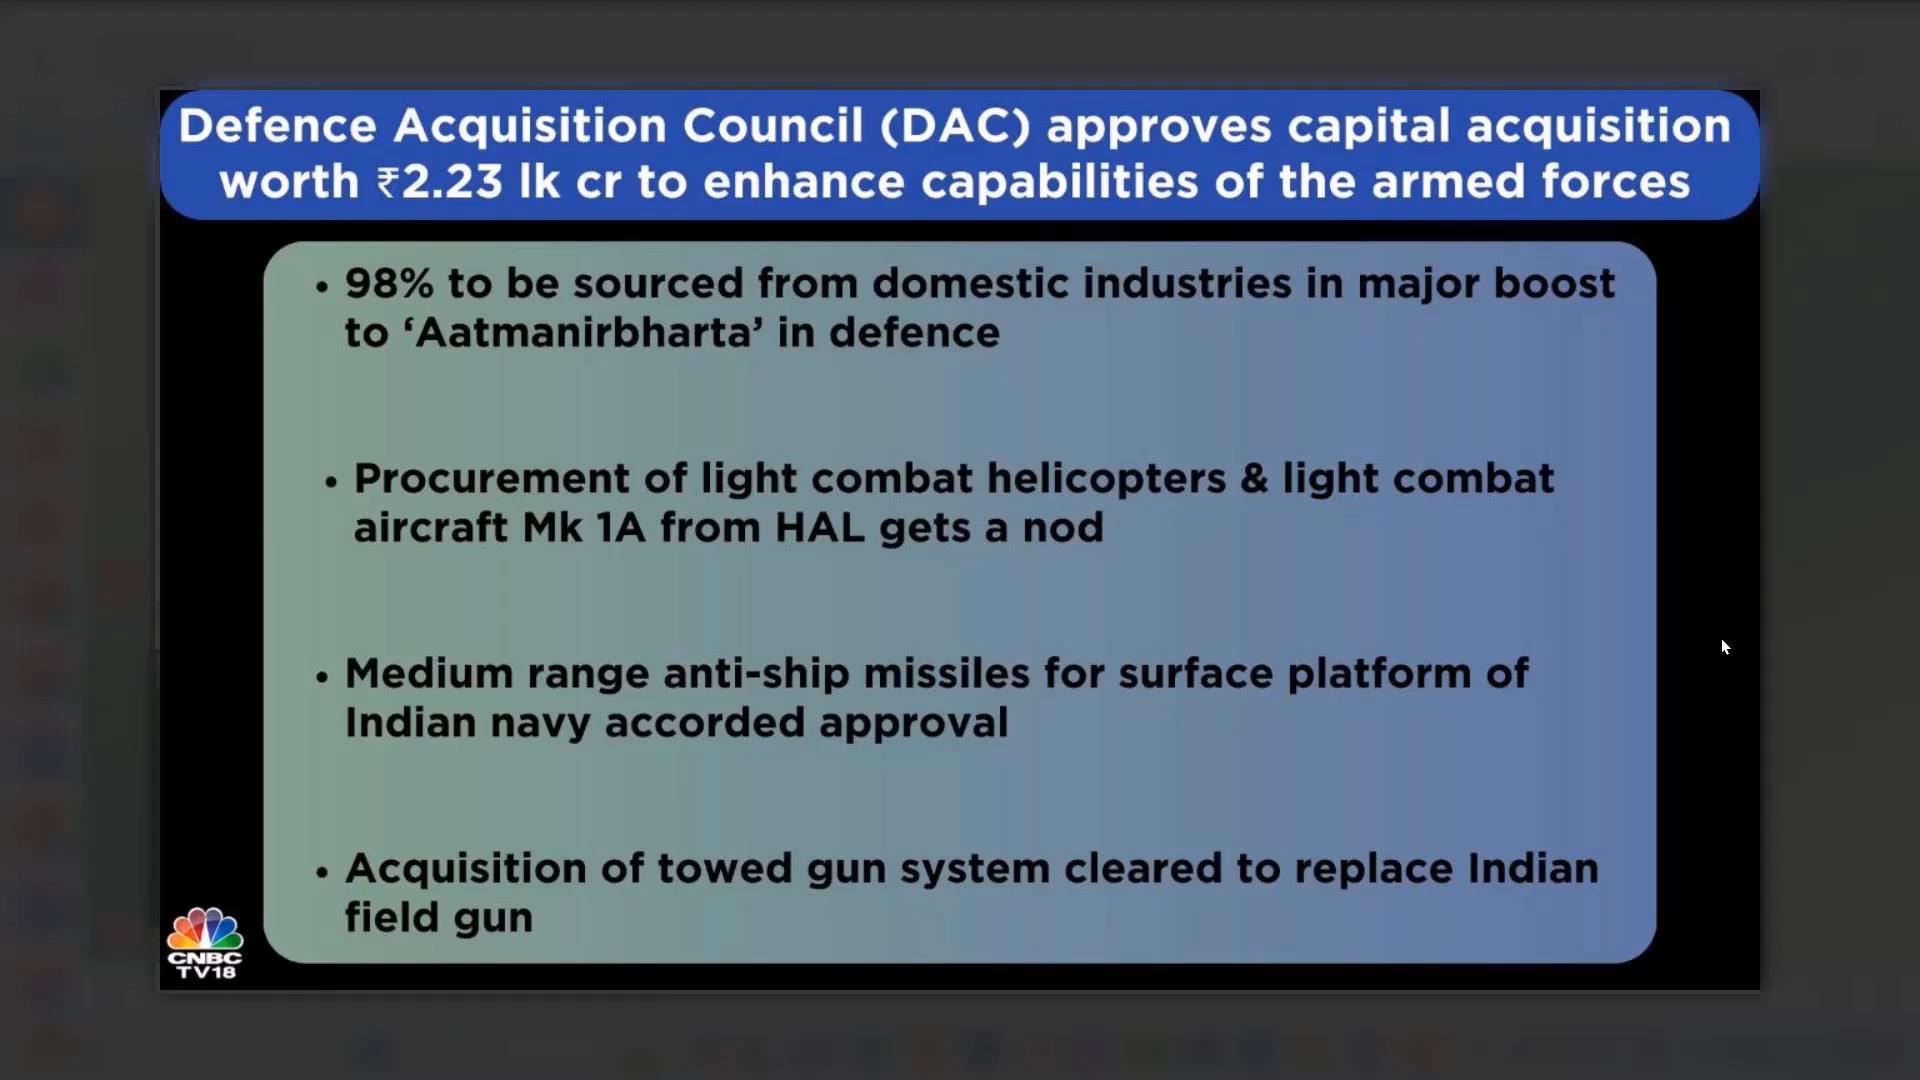 Defence Acquisition Council (DAC) approves capital acquisition
worth ₹2.23 lk cr to enhance capabilities of the armed forces
• 98% to be sourced from domestic industries in major boost
to ‘Aatmanirbharta’ in defence
• Procurement of light combat helicopters & light combat
aircraft Mk 1A from HAL gets a nod
• Medium range anti-ship missiles for surface platform of
Indian navy accorded approval
• Acquisition of towed gun system cleared to replace Indian
field gun
CNBC
TV18